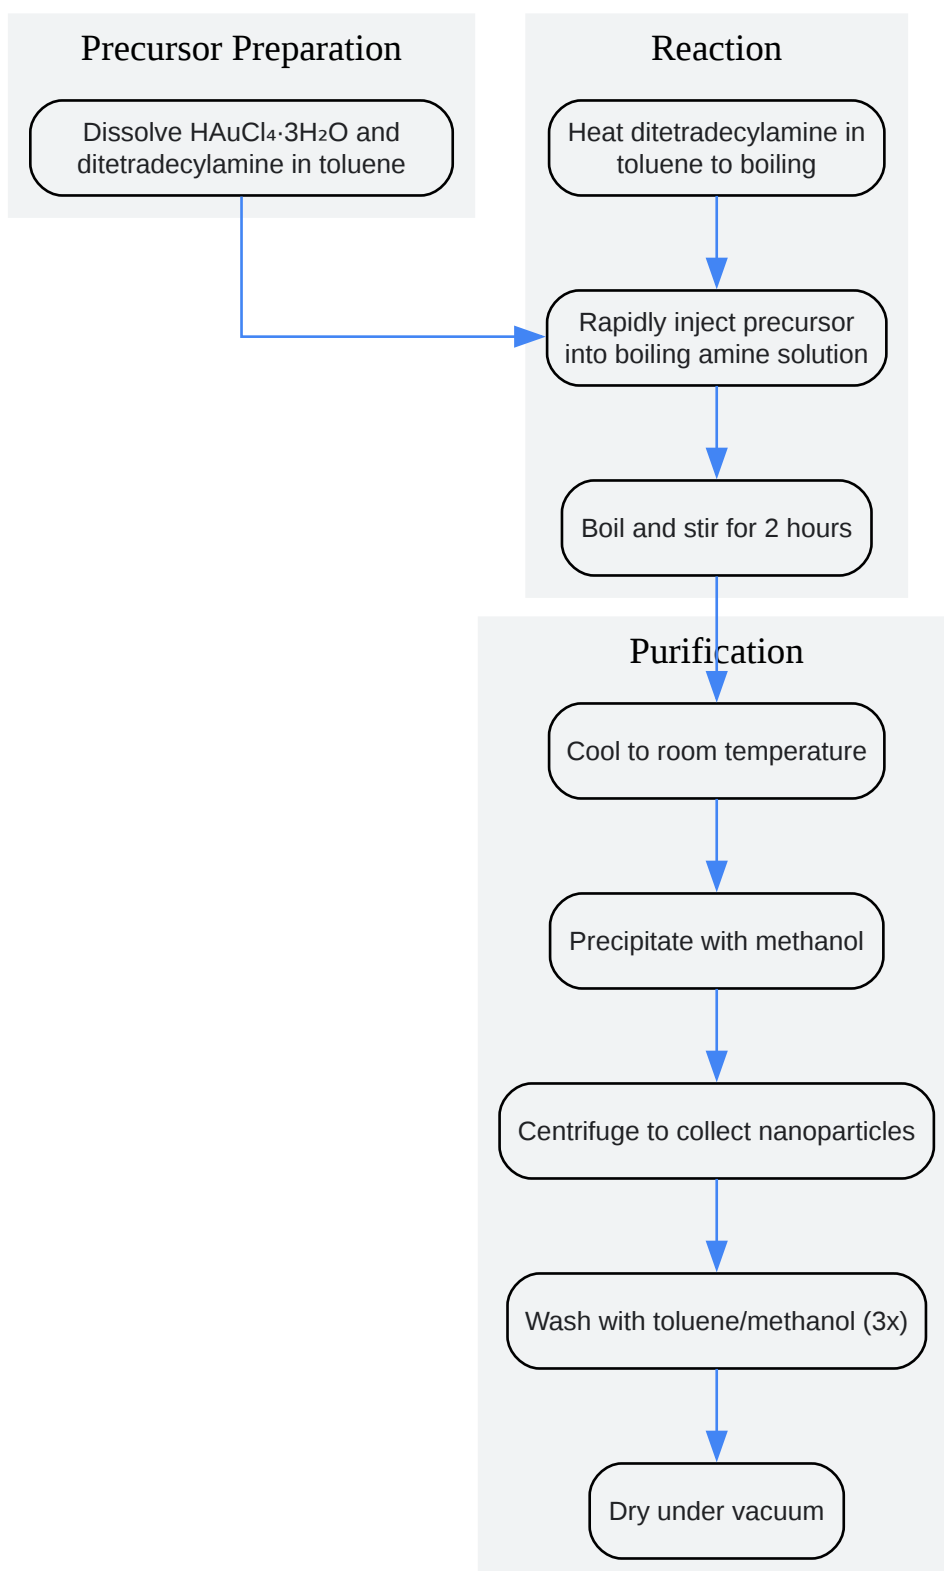 Precursor Preparation
Dissolve HAuCl₄·3H₂O and
ditetradecylamine in toluene
Reaction
Heat ditetradecylamine in
toluene to boiling
Rapidly inject precursor
into boiling amine solution
Boil and stir for 2 hours
Purification
Cool to room temperature
Precipitate with methanol
Centrifuge to collect nanoparticles
Wash with toluene/methanol (3x)
Dry under vacuum